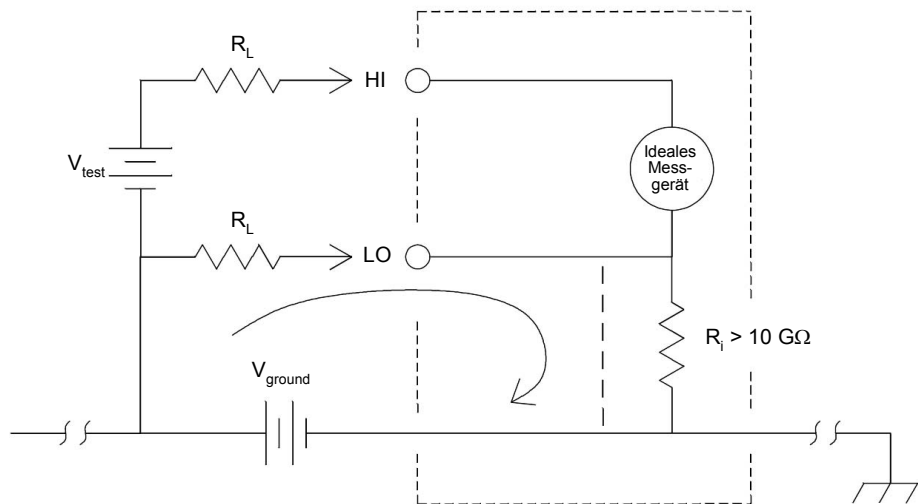 R_L
HI
V_test
Ideales
Mess-
gerät
R_L
LO
R_i > 10 GΩ
V_ground